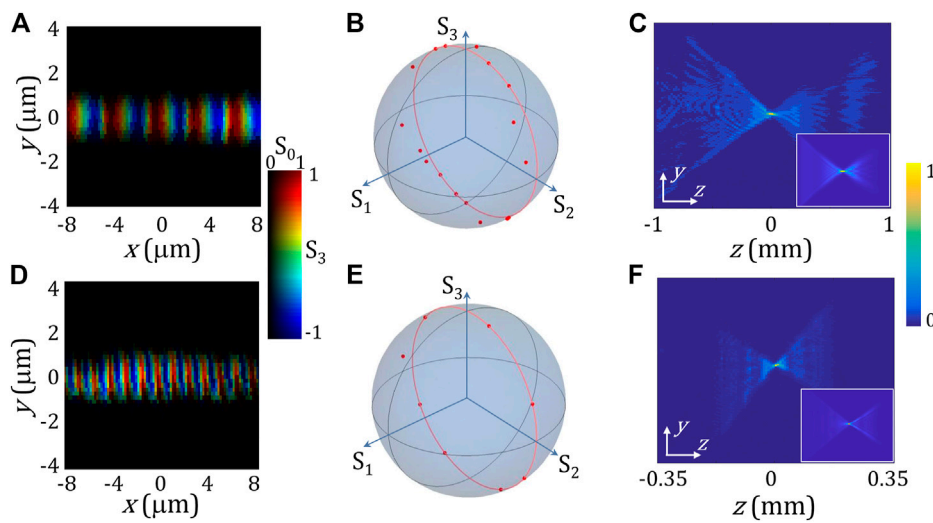 A
4
2
0
-2
-4
y (μm)
-8 -4 0 4 8
x (μm)
0 S0 1
1
S3
-1
B
S3
S1
S2
C
y
z
-1 0 1
z (mm)
1
0
D
4
2
0
-2
-4
y (μm)
-8 -4 0 4 8
x (μm)
E
S3
S1
S2
F
y
z
-0.35 0 0.35
z (mm)